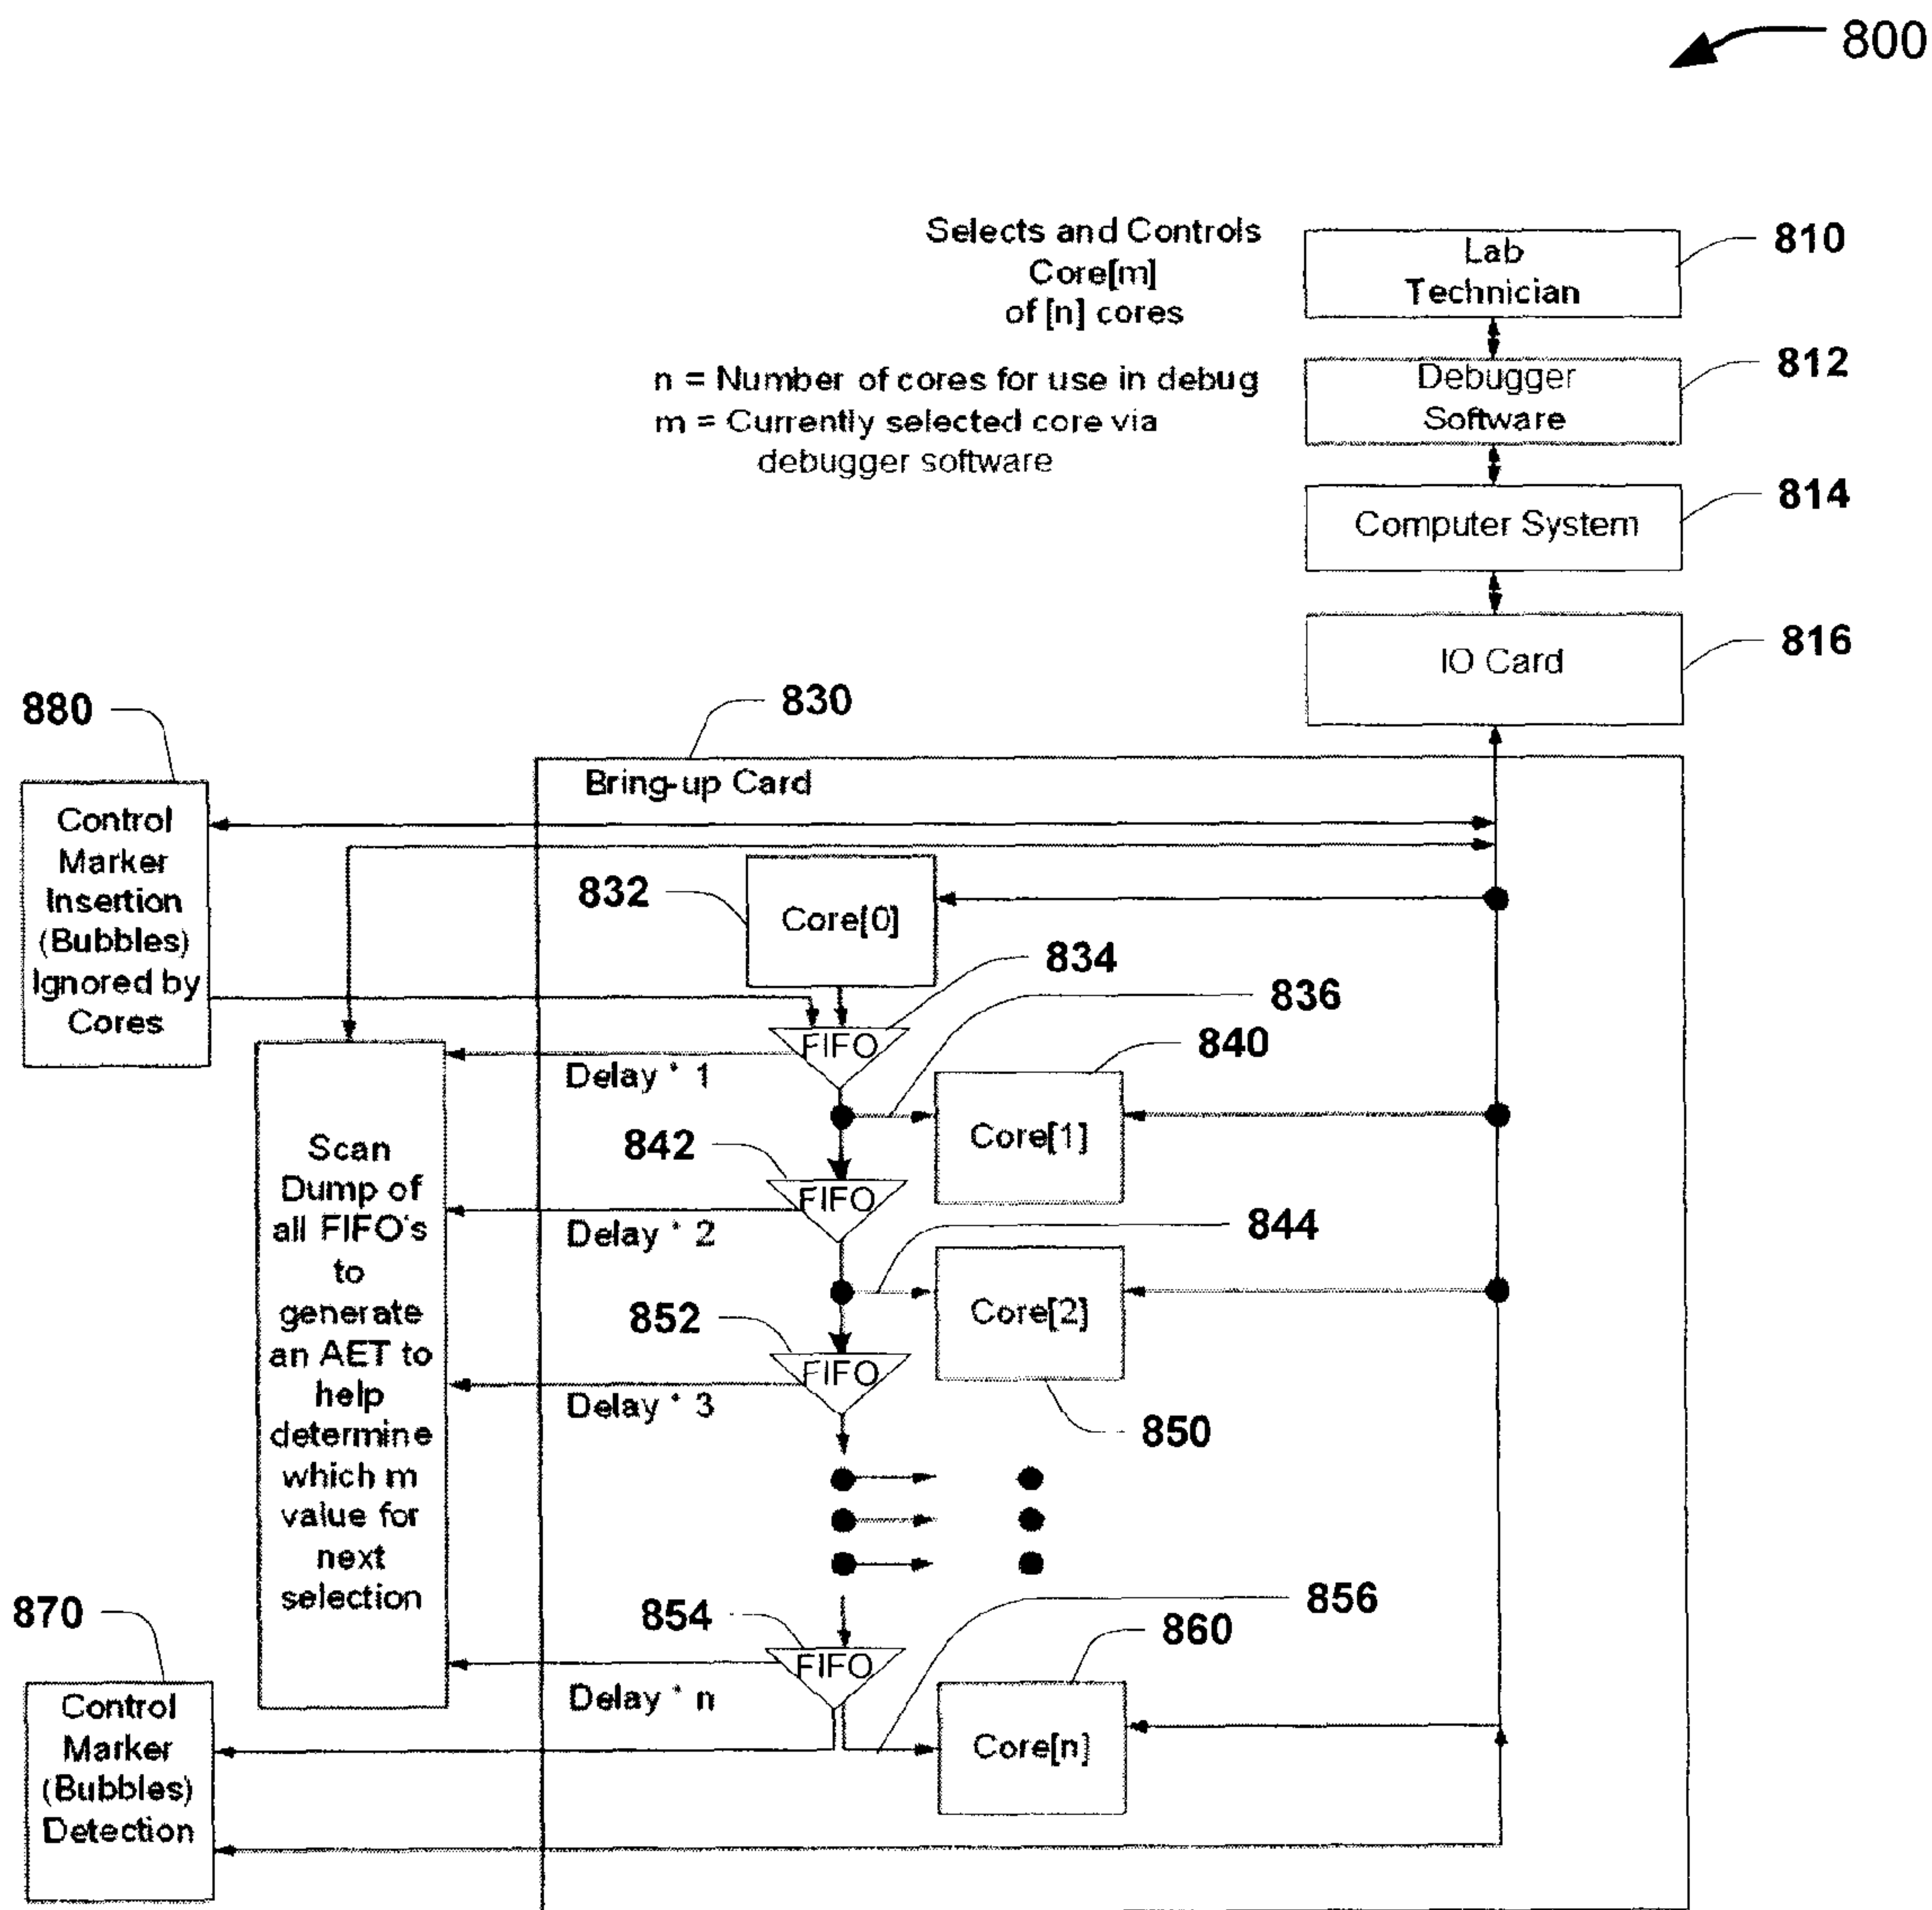 800
Selects and Controls
Core[m]
of [n] cores
n = Number of cores for use in debug
m = Currently selected core via
debugger software
Lab
Technician
810
Debugger
Software
812
Computer System
814
IO Card
816
880
830
Bring-up Card
Control
Marker
Insertion
(Bubbles)
Ignored by
Cores
832
Core[0]
834
836
FIFO
Delay * 1
840
Core[1]
842
FIFO
Delay * 2
844
Core[2]
852
FIFO
Delay * 3
850
Scan
Dump of
all FIFO's
to
generate
an AET to
help
determine
which m
value for
next
selection
854
856
860
FIFO
Delay * n
Core[n]
870
Control
Marker
(Bubbles)
Detection